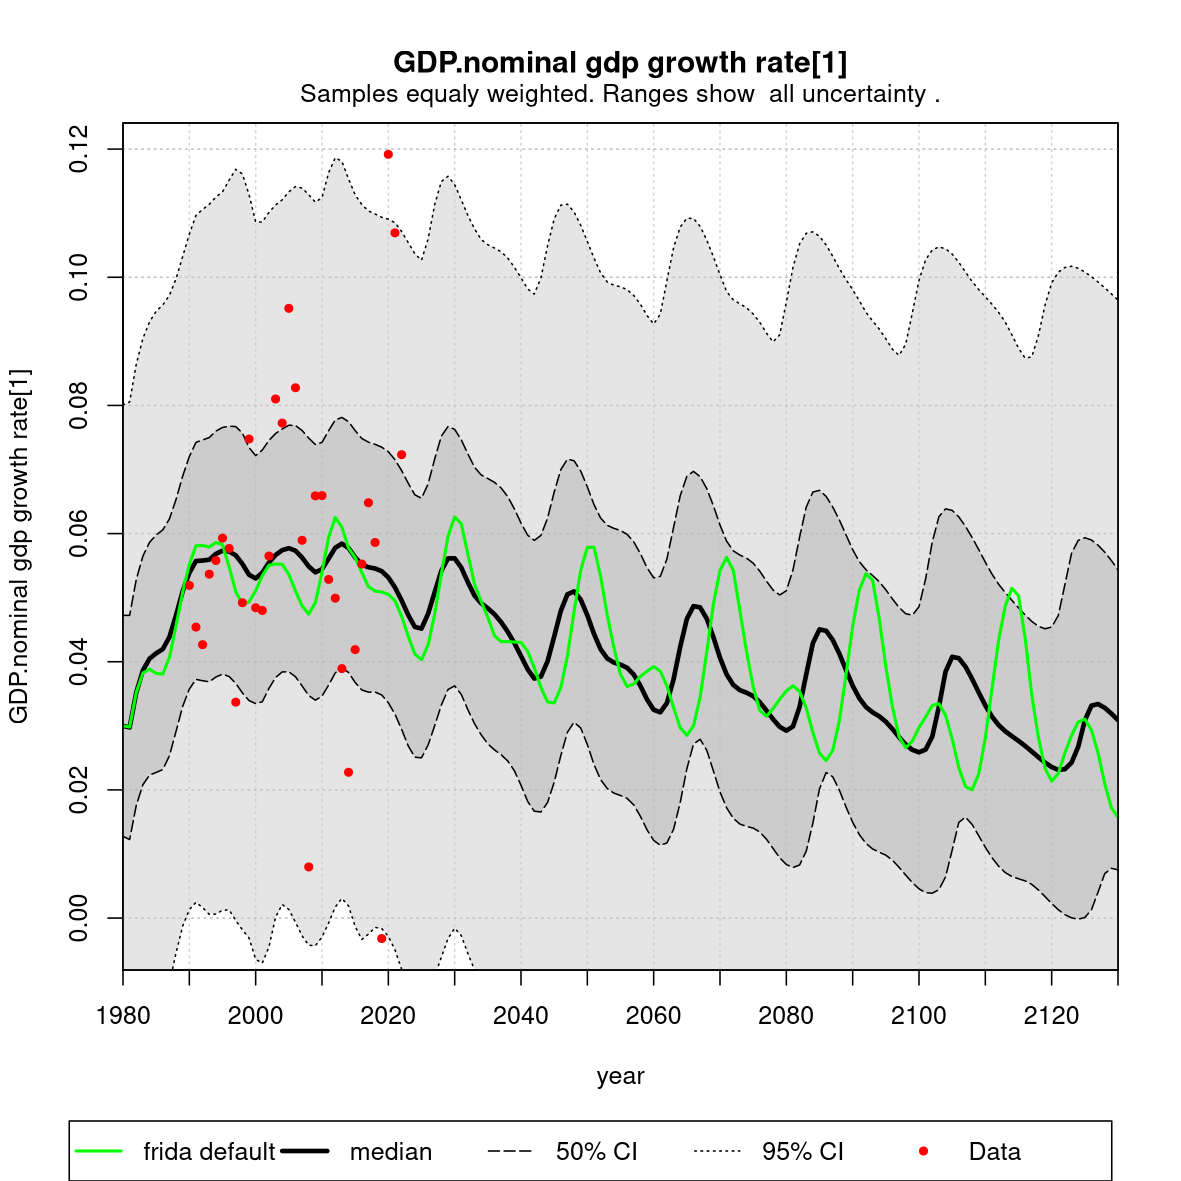 GDP.nominal gdp growth rate[1]
Samples equaly weighted. Ranges show  all uncertainty .
GDP.nominal gdp growth rate[1]
0.12
0.10
0.08
0.06
0.04
0.02
0.00
1980 2000 2020 2040 2060 2080 2100 2120
year
frida default median 50% CI 95% CI Data